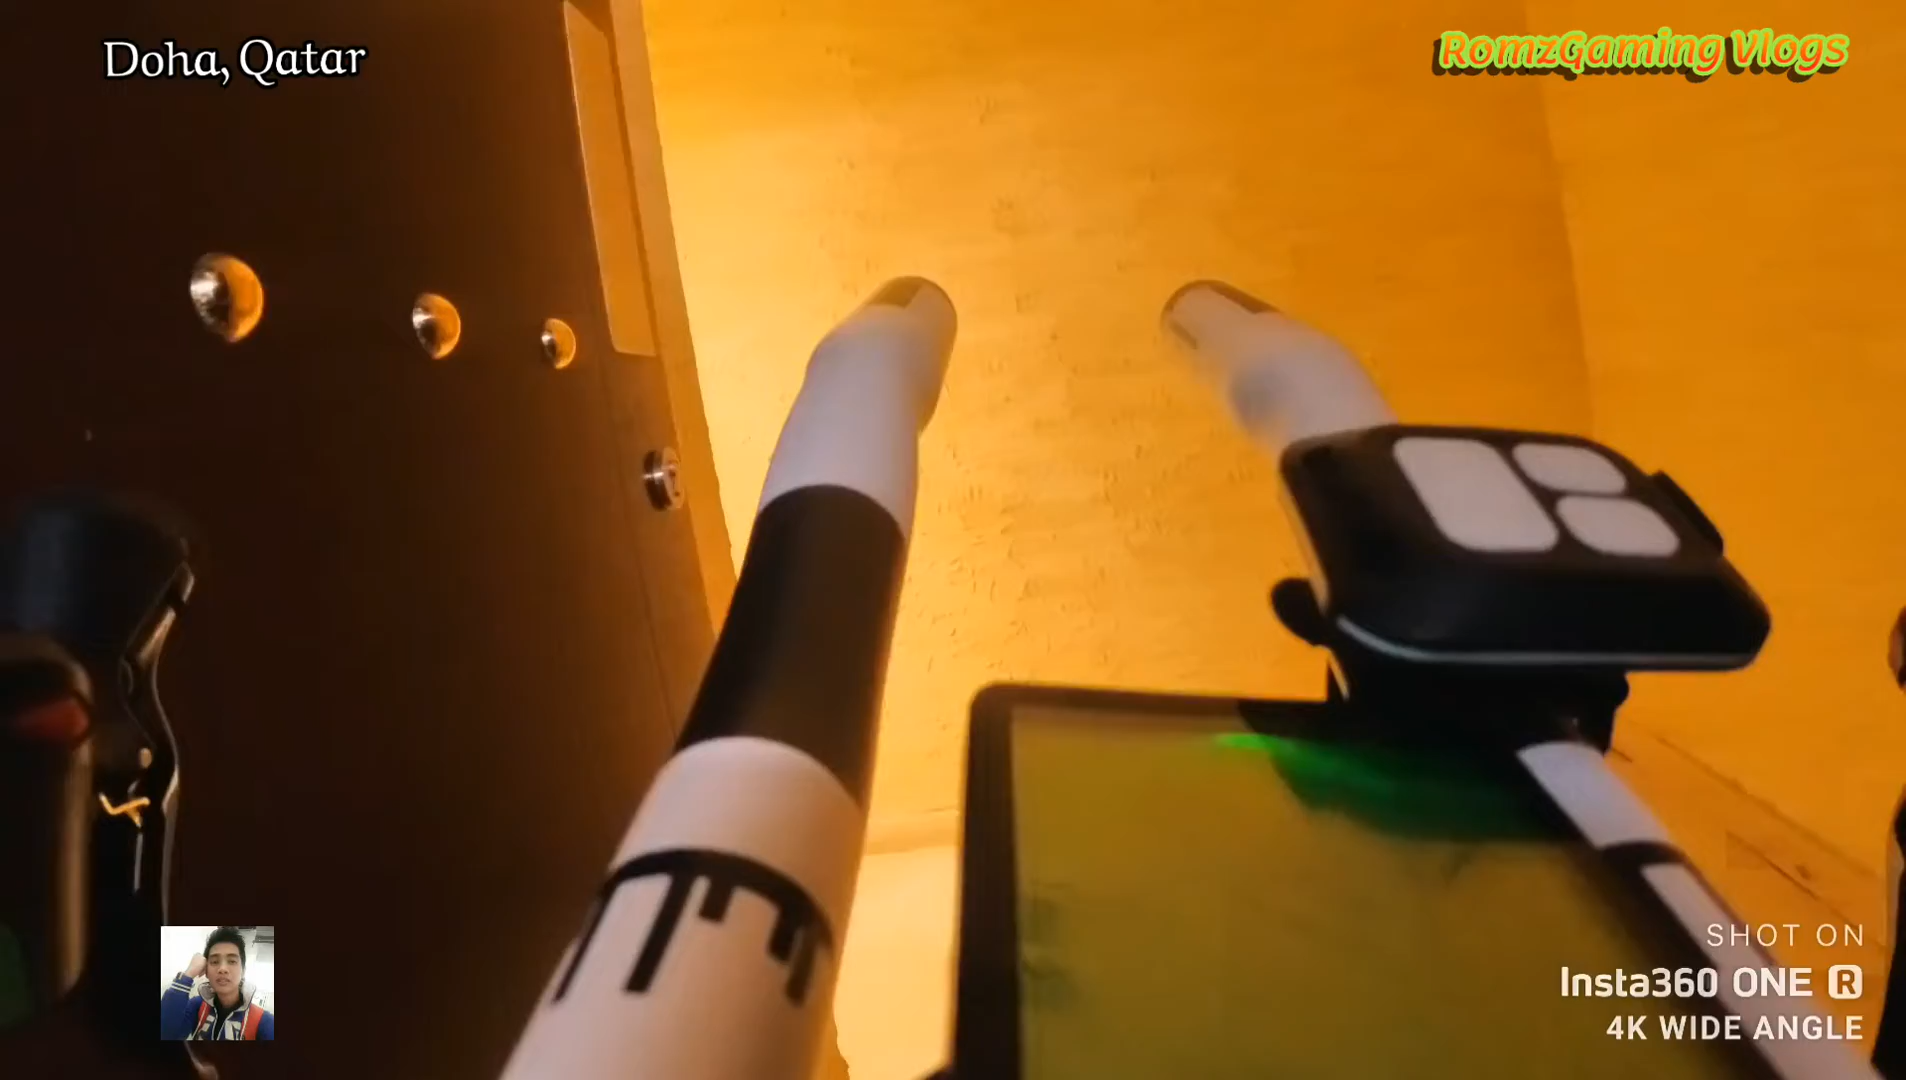 Doha, Qatar
RomzGaming Vlogs
SHOT ON
Insta360 ONE R
4K WIDE ANGLE